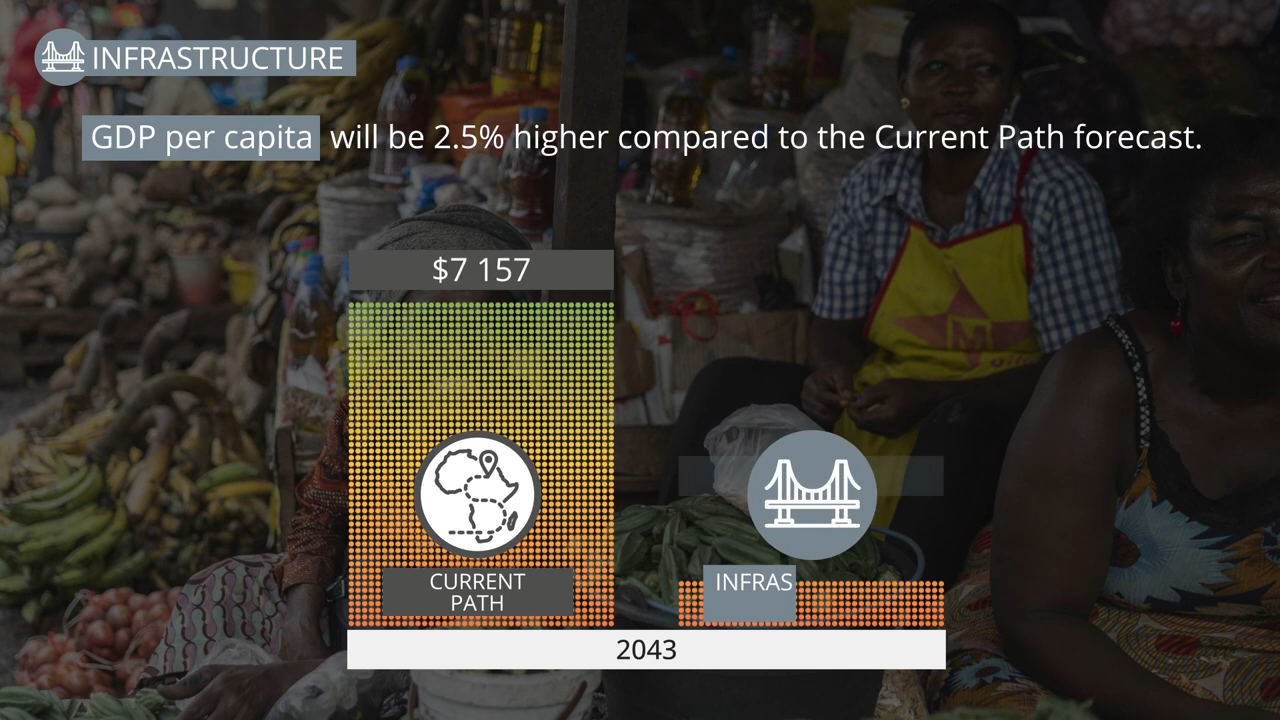 INFRASTRUCTURE
GDP per capita will be 2.5% higher compared to the Current Path forecast.
$7 157
M
CURRENT
PATH
INFRAS
2043